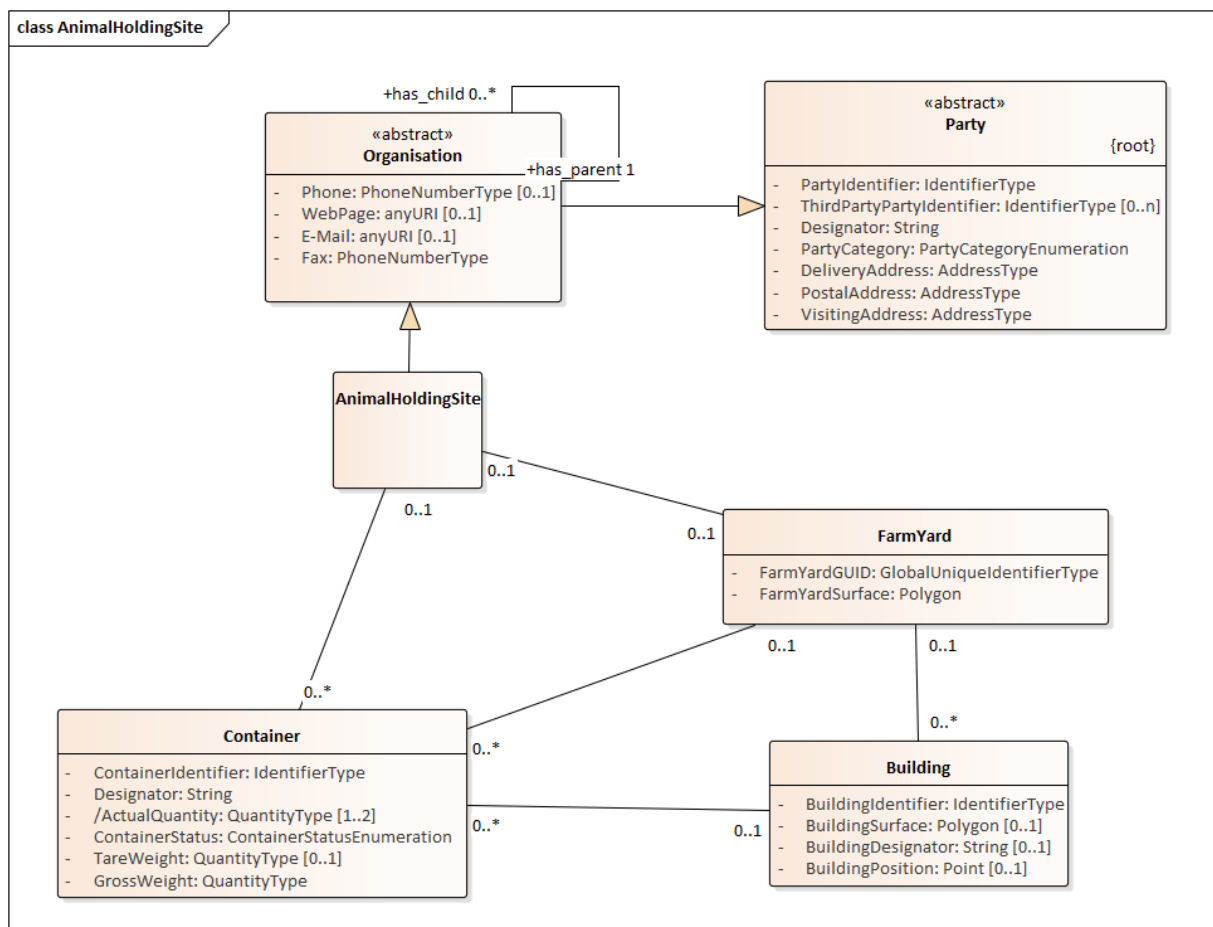 class AnimalHoldingSite
+has_child 0..*
«abstract»
Organisation
+has_parent 1
- Phone: PhoneNumberType [0..1]
- WebPage: anyURI [0..1]
- E-Mail: anyURI [0..1]
- Fax: PhoneNumberType
«abstract»
Party
{root}
- PartyIdentifier: IdentifierType
- ThirdPartyPartyIdentifier: IdentifierType [0..n]
- Designator: String
- PartyCategory: PartyCategoryEnumeration
- DeliveryAddress: AddressType
- PostalAddress: AddressType
- VisitingAddress: AddressType
AnimalHoldingSite
0..1
0..1
0..1
FarmYard
- FarmYardGUID: GlobalUniqueIdentifierType
- FarmYardSurface: Polygon
0..1
0..1
0..*
0..*
0..*
Container
- ContainerIdentifier: IdentifierType
- Designator: String
- /ActualQuantity: QuantityType [1..2]
- ContainerStatus: ContainerStatusEnumeration
- TareWeight: QuantityType [0..1]
- GrossWeight: QuantityType
0..*
0..1
Building
- BuildingIdentifier: IdentifierType
- BuildingSurface: Polygon [0..1]
- BuildingDesignator: String [0..1]
- BuildingPosition: Point [0..1]